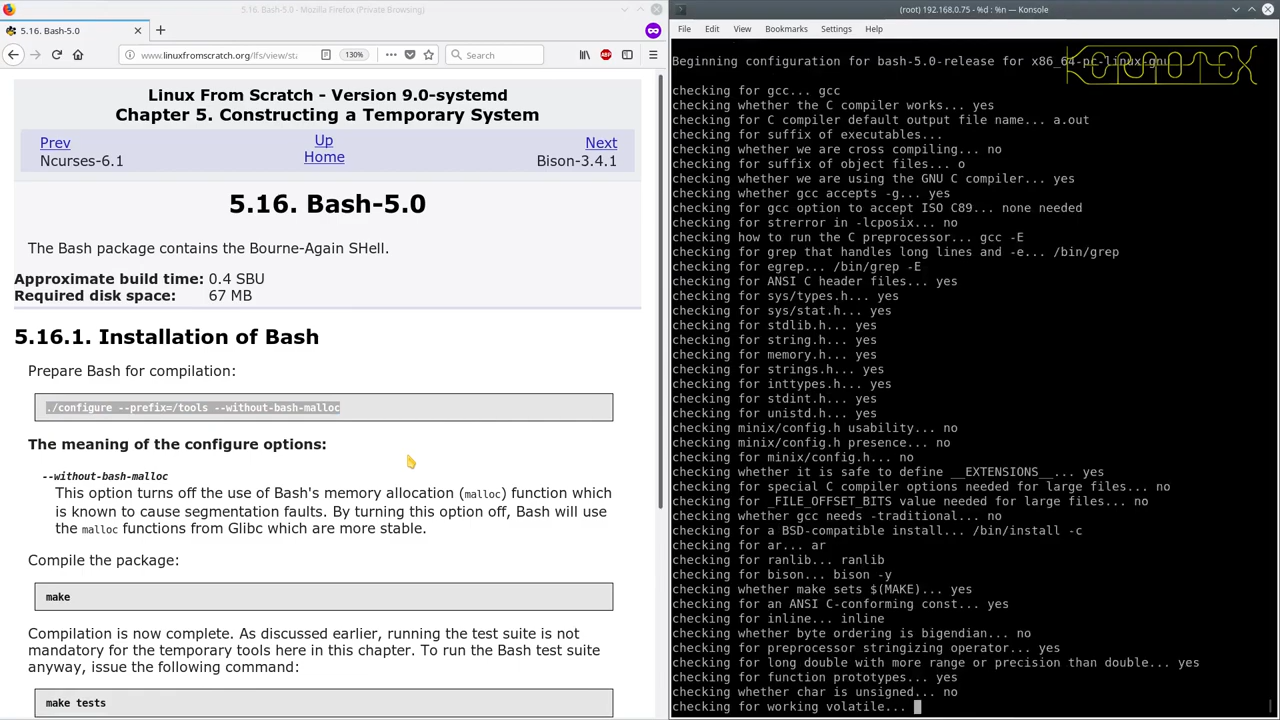 5.16. Bash-5.0 - Mozilla Firefox (Private Browsing)
5.16. Bash-5.0
www.linuxfromscratch.org/lfs/view/sta
130%
Search
Linux From Scratch - Version 9.0-systemd
Chapter 5. Constructing a Temporary System
Prev
Up
Next
Ncurses-6.1
Home
Bison-3.4.1
5.16. Bash-5.0
The Bash package contains the Bourne-Again SHell.
Approximate build time: 0.4 SBU
Required disk space: 67 MB
5.16.1. Installation of Bash
Prepare Bash for compilation:
./configure --prefix=/tools --without-bash-malloc
The meaning of the configure options:
--without-bash-malloc
This option turns off the use of Bash's memory allocation (malloc) function which
is known to cause segmentation faults. By turning this option off, Bash will use
the malloc functions from Glibc which are more stable.
Compile the package:
make
Compilation is now complete. As discussed earlier, running the test suite is not
mandatory for the temporary tools here in this chapter. To run the Bash test suite
anyway, issue the following command:
make tests
(root) 192.168.0.75 - %d : %n — Konsole
File Edit View Bookmarks Settings Help
Beginning configuration for bash-5.0-release for x86_64-pc-linux-gnu
checking for gcc... gcc
checking whether the C compiler works... yes
checking for C compiler default output file name... a.out
checking for suffix of executables...
checking whether we are cross compiling... no
checking for suffix of object files... o
checking whether we are using the GNU C compiler... yes
checking whether gcc accepts -g... yes
checking for gcc option to accept ISO C89... none needed
checking for strerror in -lcposix... no
checking how to run the C preprocessor... gcc -E
checking for grep that handles long lines and -e... /bin/grep
checking for egrep... /bin/grep -E
checking for ANSI C header files... yes
checking for sys/types.h... yes
checking for sys/stat.h... yes
checking for stdlib.h... yes
checking for string.h... yes
checking for memory.h... yes
checking for strings.h... yes
checking for inttypes.h... yes
checking for stdint.h... yes
checking for unistd.h... yes
checking minix/config.h usability... no
checking minix/config.h presence... no
checking for minix/config.h... no
checking whether it is safe to define __EXTENSIONS__... yes
checking for special C compiler options needed for large files... no
checking for _FILE_OFFSET_BITS value needed for large files... no
checking whether gcc needs -traditional... no
checking for a BSD-compatible install... /bin/install -c
checking for ar... ar
checking for ranlib... ranlib
checking for bison... bison -y
checking whether make sets $(MAKE)... yes
checking for an ANSI C-conforming const... yes
checking for inline... inline
checking whether byte ordering is bigendian... no
checking for preprocessor stringizing operator... yes
checking for long double with more range or precision than double... yes
checking for function prototypes... yes
checking whether char is unsigned... no
checking for working volatile...